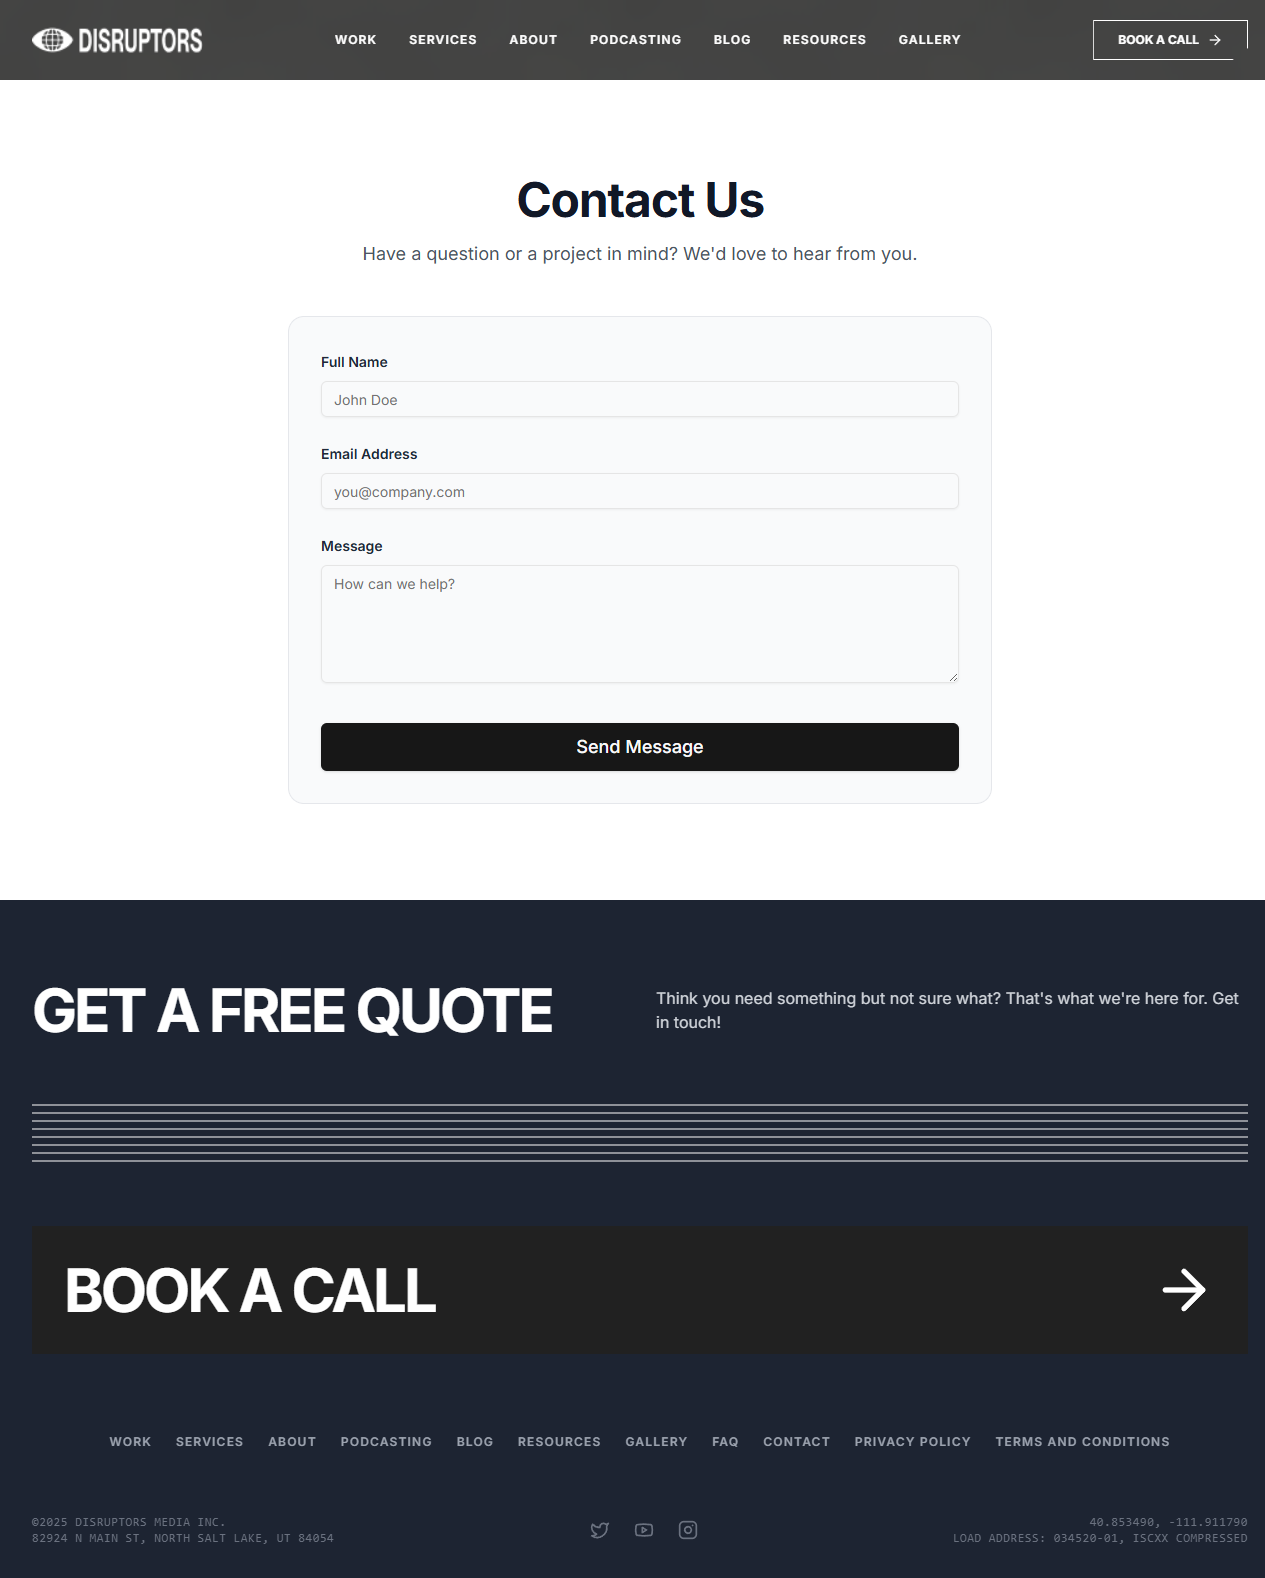 DISRUPTORS
WORK SERVICES ABOUT PODCASTING BLOG RESOURCES GALLERY
BOOK A CALL
Contact Us
Have a question or a project in mind? We'd love to hear from you.
Full Name
John Doe
Email Address
you@company.com
Message
How can we help?
Send Message
GET A FREE QUOTE
Think you need something but not sure what? That's what we're here for. Get
in touch!
BOOK A CALL
WORK SERVICES ABOUT PODCASTING BLOG RESOURCES GALLERY FAQ CONTACT PRIVACY POLICY TERMS AND CONDITIONS
©2025 DISRUPTORS MEDIA INC.
82924 N MAIN ST, NORTH SALT LAKE, UT 84054
40.853490, -111.911790
LOAD ADDRESS: 034520-01, ISCXX COMPRESSED